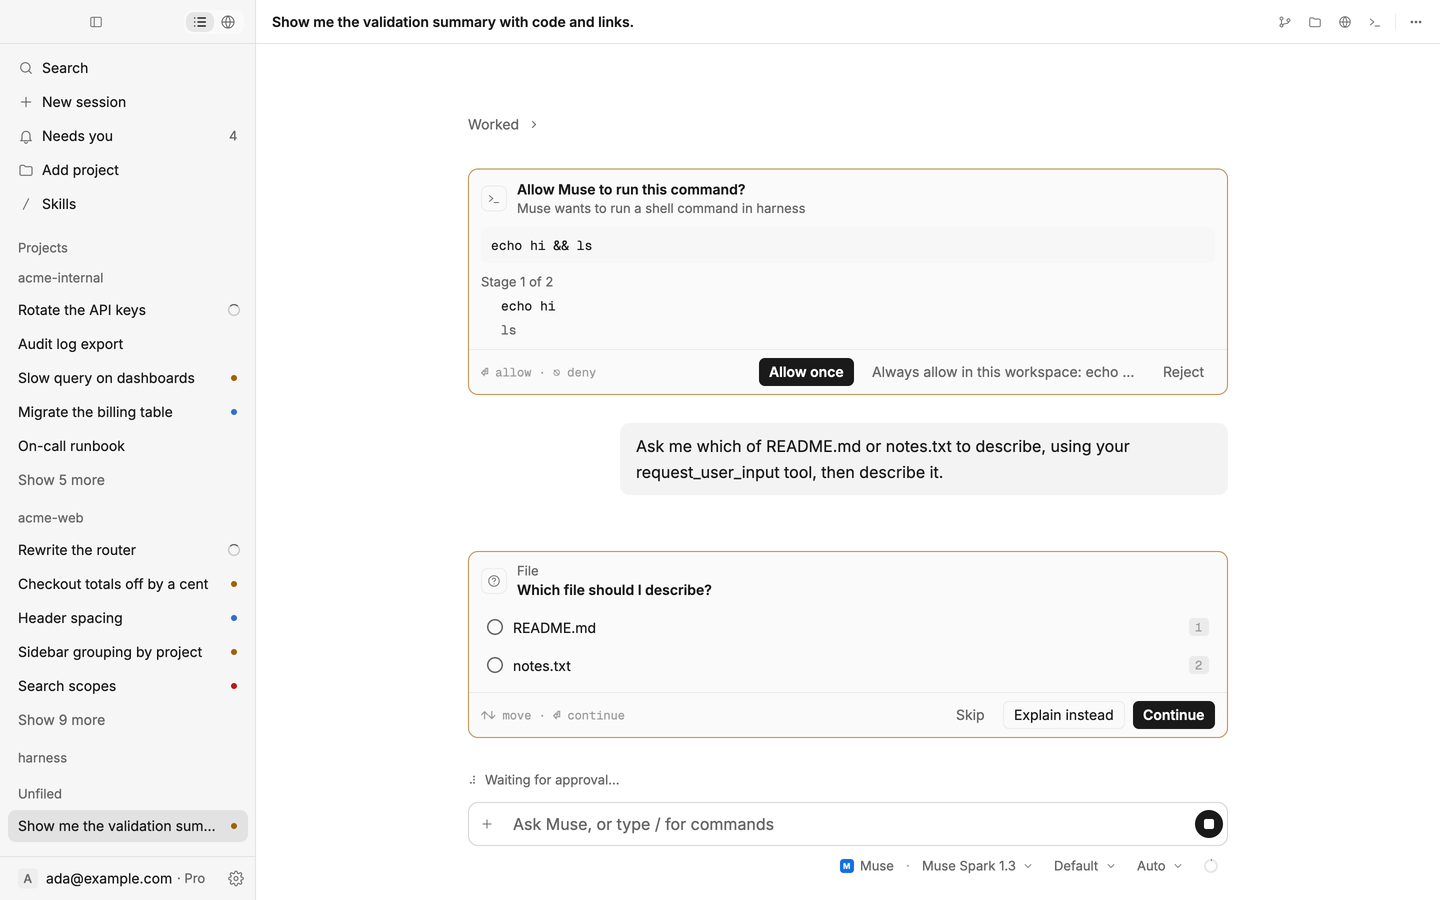 Show me the validation summary with code and links.
Search
New session
Needs you 4
Add project
Skills
Projects
acme-internal
Rotate the API keys
Audit log export
Slow query on dashboards
Migrate the billing table
On-call runbook
Show 5 more
acme-web
Rewrite the router
Checkout totals off by a cent
Header spacing
Sidebar grouping by project
Search scopes
Show 9 more
harness
Unfiled
Show me the validation sum...
A ada@example.com · Pro
Worked
Allow Muse to run this command?
Muse wants to run a shell command in harness
echo hi && ls
Stage 1 of 2
echo hi
ls
allow · deny
Allow once
Always allow in this workspace: echo ...
Reject
Ask me which of README.md or notes.txt to describe, using your
request_user_input tool, then describe it.
File
Which file should I describe?
README.md 1
notes.txt 2
move · continue
Skip
Explain instead
Continue
Waiting for approval...
Ask Muse, or type / for commands
M Muse · Muse Spark 1.3 Default Auto